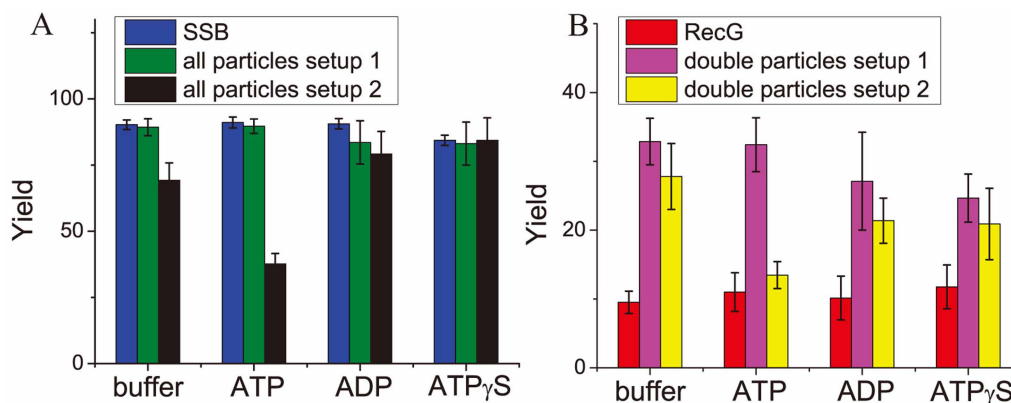 A
SSB
all particles setup 1
all particles setup 2
Yield
100
50
0
buffer ATP ADP ATPγS
B
RecG
double particles setup 1
double particles setup 2
Yield
40
20
0
buffer ATP ADP ATPγS